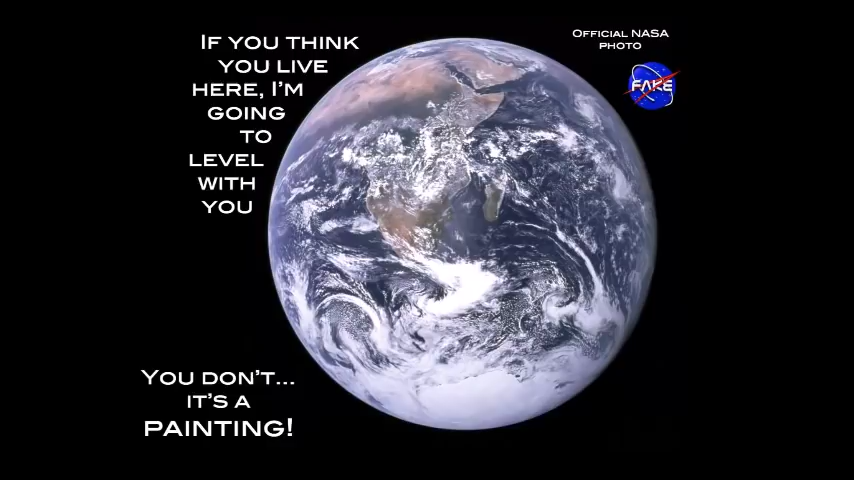 If you think
you live
here, I'm
going
to
level
with
you
Official NASA
photo
FAKE
You don't...
it's a
painting!